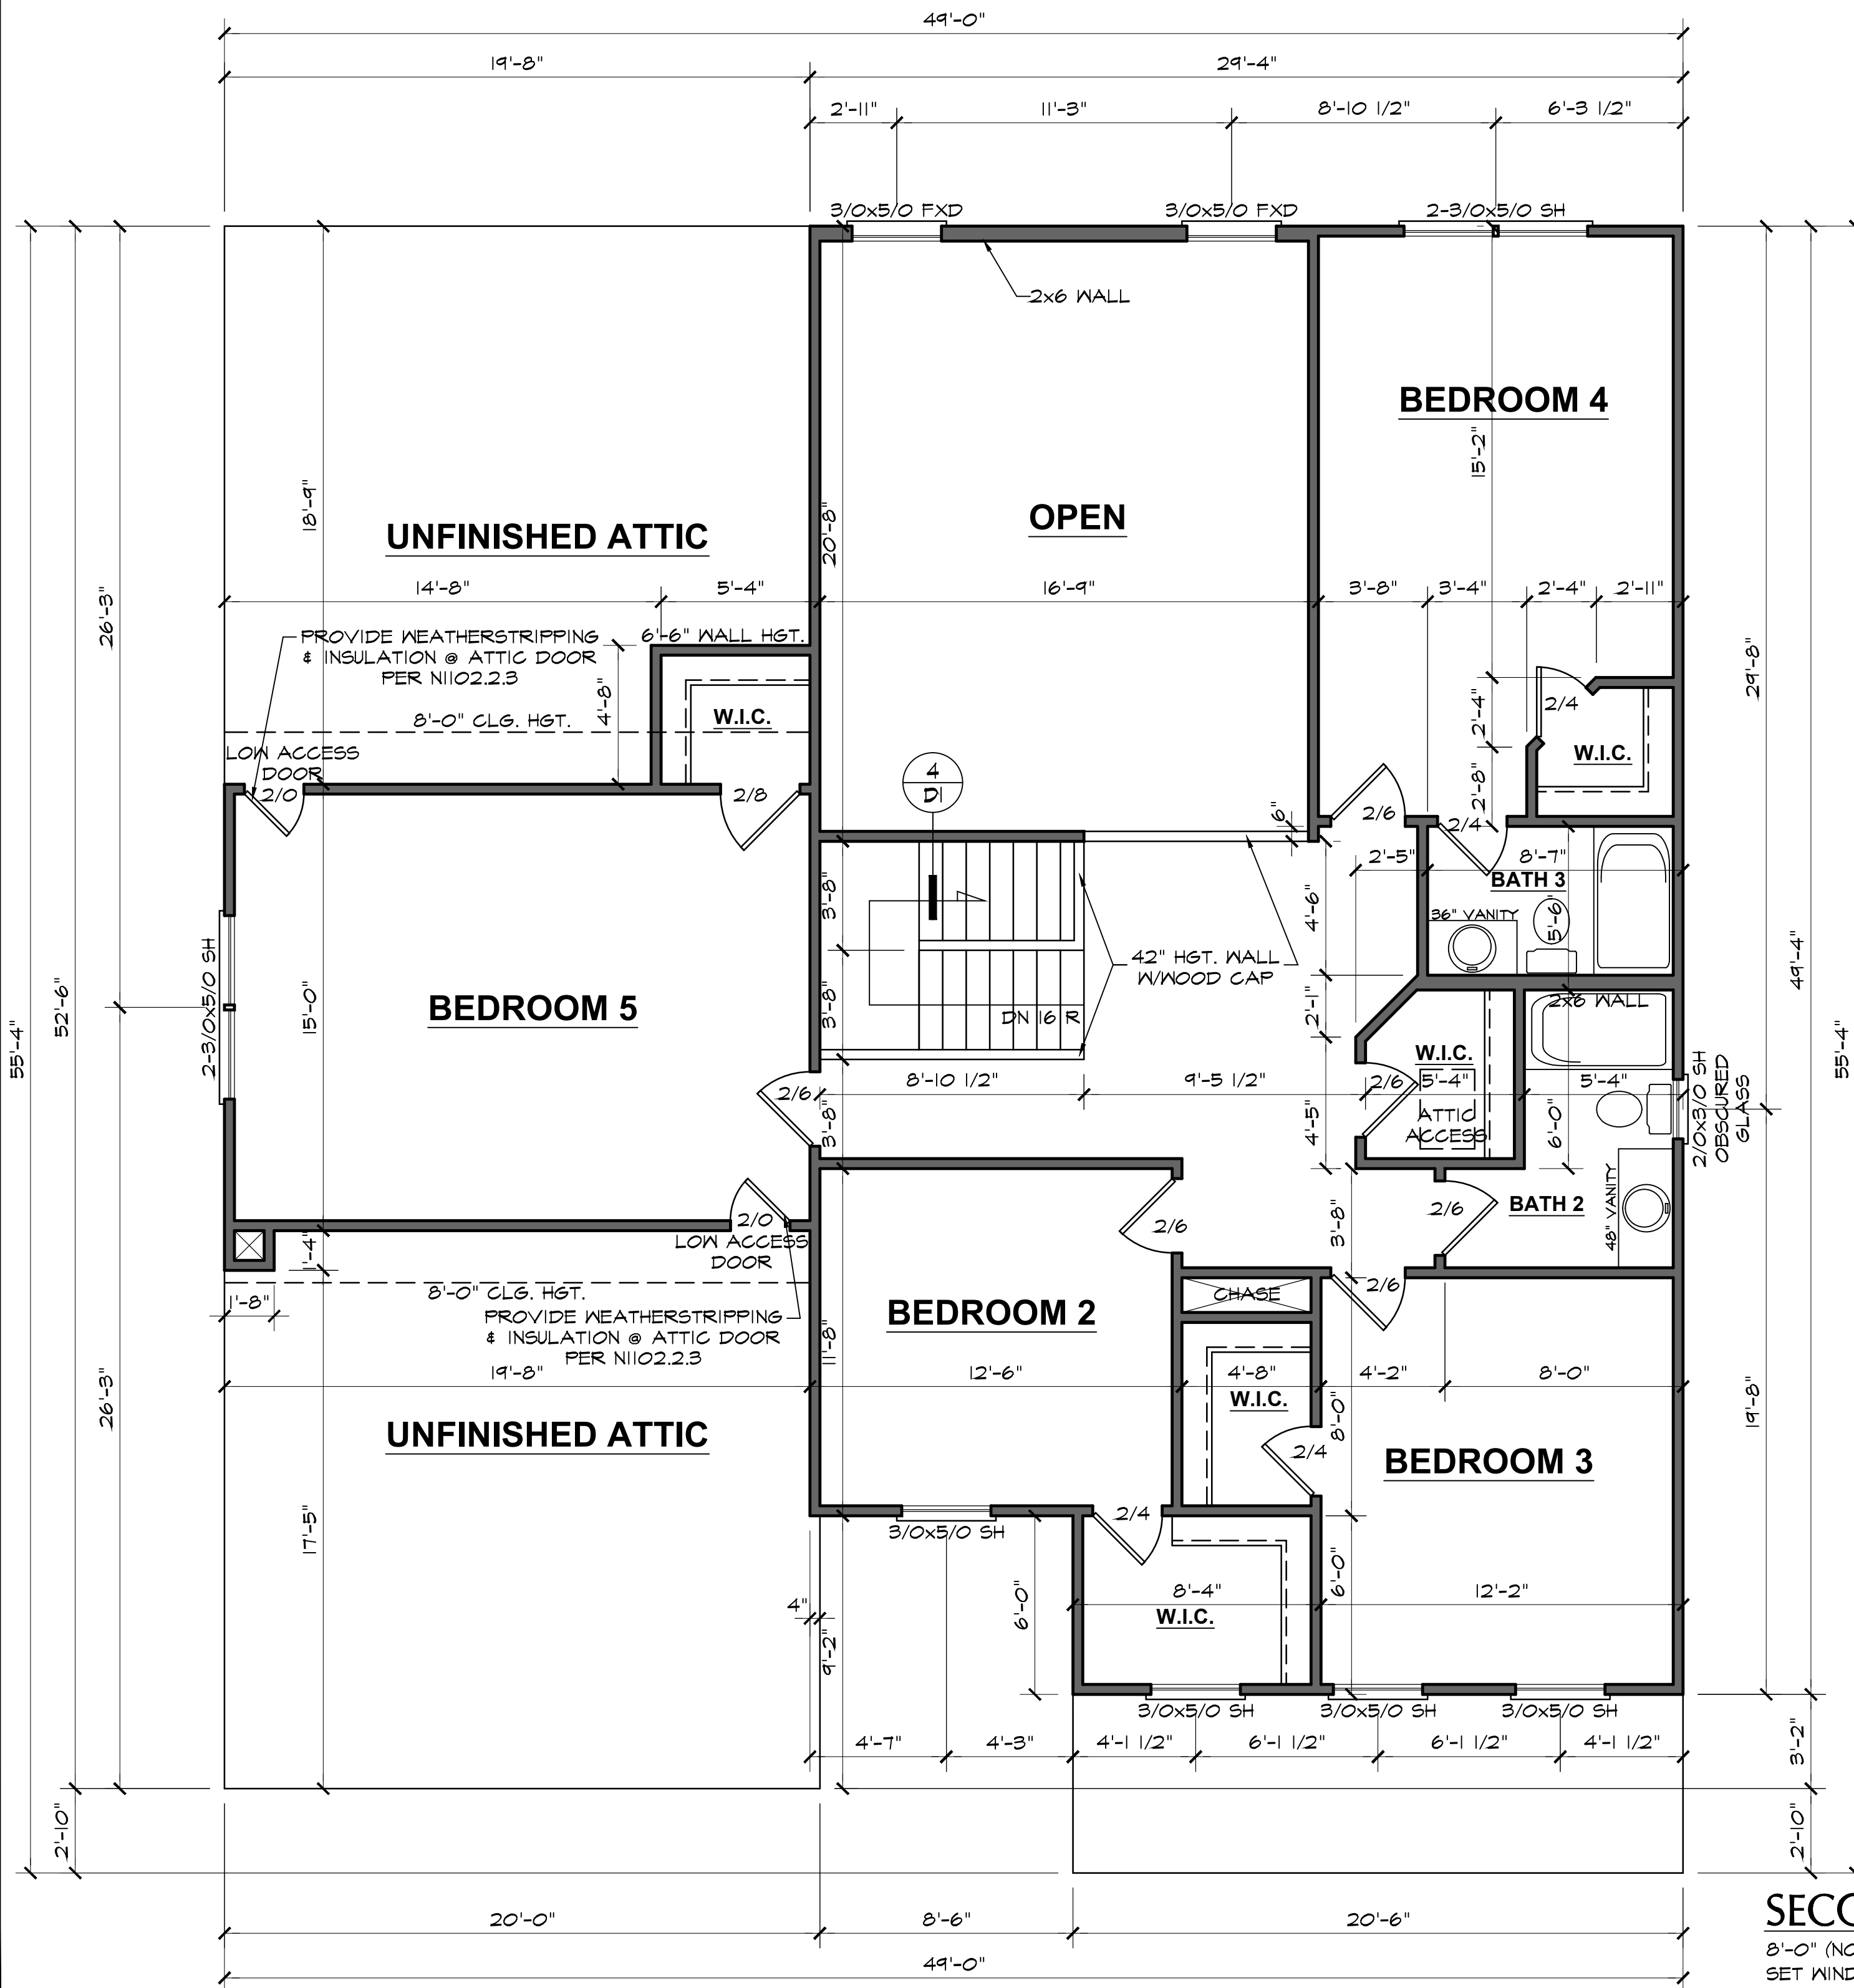 49'-0"
19'-8"
29'-4"
2'-11"
11'-3"
8'-10 1/2"
6'-3 1/2"
3/0x5/0 FXD
3/0x5/0 FXD
2-3/0x5/0 SH
2x6 WALL
BEDROOM 4
15'-2"
18'-9"
UNFINISHED ATTIC
20'-8"
OPEN
14'-8"
5'-4"
16'-9"
3'-8"
3'-4"
2'-4"
2'-11"
26'-3"
PROVIDE WEATHERSTRIPPING
& INSULATION @ ATTIC DOOR
PER N1102.2.3
6'-6" WALL HGT.
4'-8"
8'-0" CLG. HGT.
W.I.C.
LOW ACCESS
DOOR
2/0
2/8
4
D1
6"
2/6
2/4
2'-4"
2'-8"
2/4
W.I.C.
29'-8"
2'-5"
8'-7"
BATH 3
36" VANITY
5'-6"
3'-8"
4'-6"
42" HGT. WALL
W/WOOD CAP
49'-4"
55'-4"
52'-6"
55'-4"
2-3/0x5/0 SH
15'-0"
BEDROOM 5
3'-8"
DN 16 R
2'-1"
2x6 WALL
W.I.C.
8'-10 1/2"
9'-5 1/2"
2/6
2/6
5'-4"
5'-4"
ATTIC
ACCESS
3'-8"
4'-5"
6'-0"
2/0x3/0 SH
OBSCURED
GLASS
BATH 2
48" VANITY
2/6
2/6
3'-8"
2/0
LOW ACCESS
DOOR
1'-4"
8'-0" CLG. HGT.
1'-8"
PROVIDE WEATHERSTRIPPING
& INSULATION @ ATTIC DOOR
PER N1102.2.3
BEDROOM 2
CHASE
2/6
11'-8"
19'-8"
12'-6"
4'-8"
4'-2"
8'-0"
W.I.C.
8'-0"
2/4
26'-3"
19'-8"
UNFINISHED ATTIC
BEDROOM 3
17'-5"
3/0x5/0 SH
2/4
4"
9'-2"
6'-0"
8'-4"
W.I.C.
6'-0"
12'-2"
3/0x5/0 SH
3/0x5/0 SH
3/0x5/0 SH
4'-7"
4'-3"
4'-1 1/2"
6'-1 1/2"
6'-1 1/2"
4'-1 1/2"
3'-2"
2'-10"
2'-10"
20'-0"
8'-6"
20'-6"
49'-0"
SECO
8'-0" (NO
SET WIND